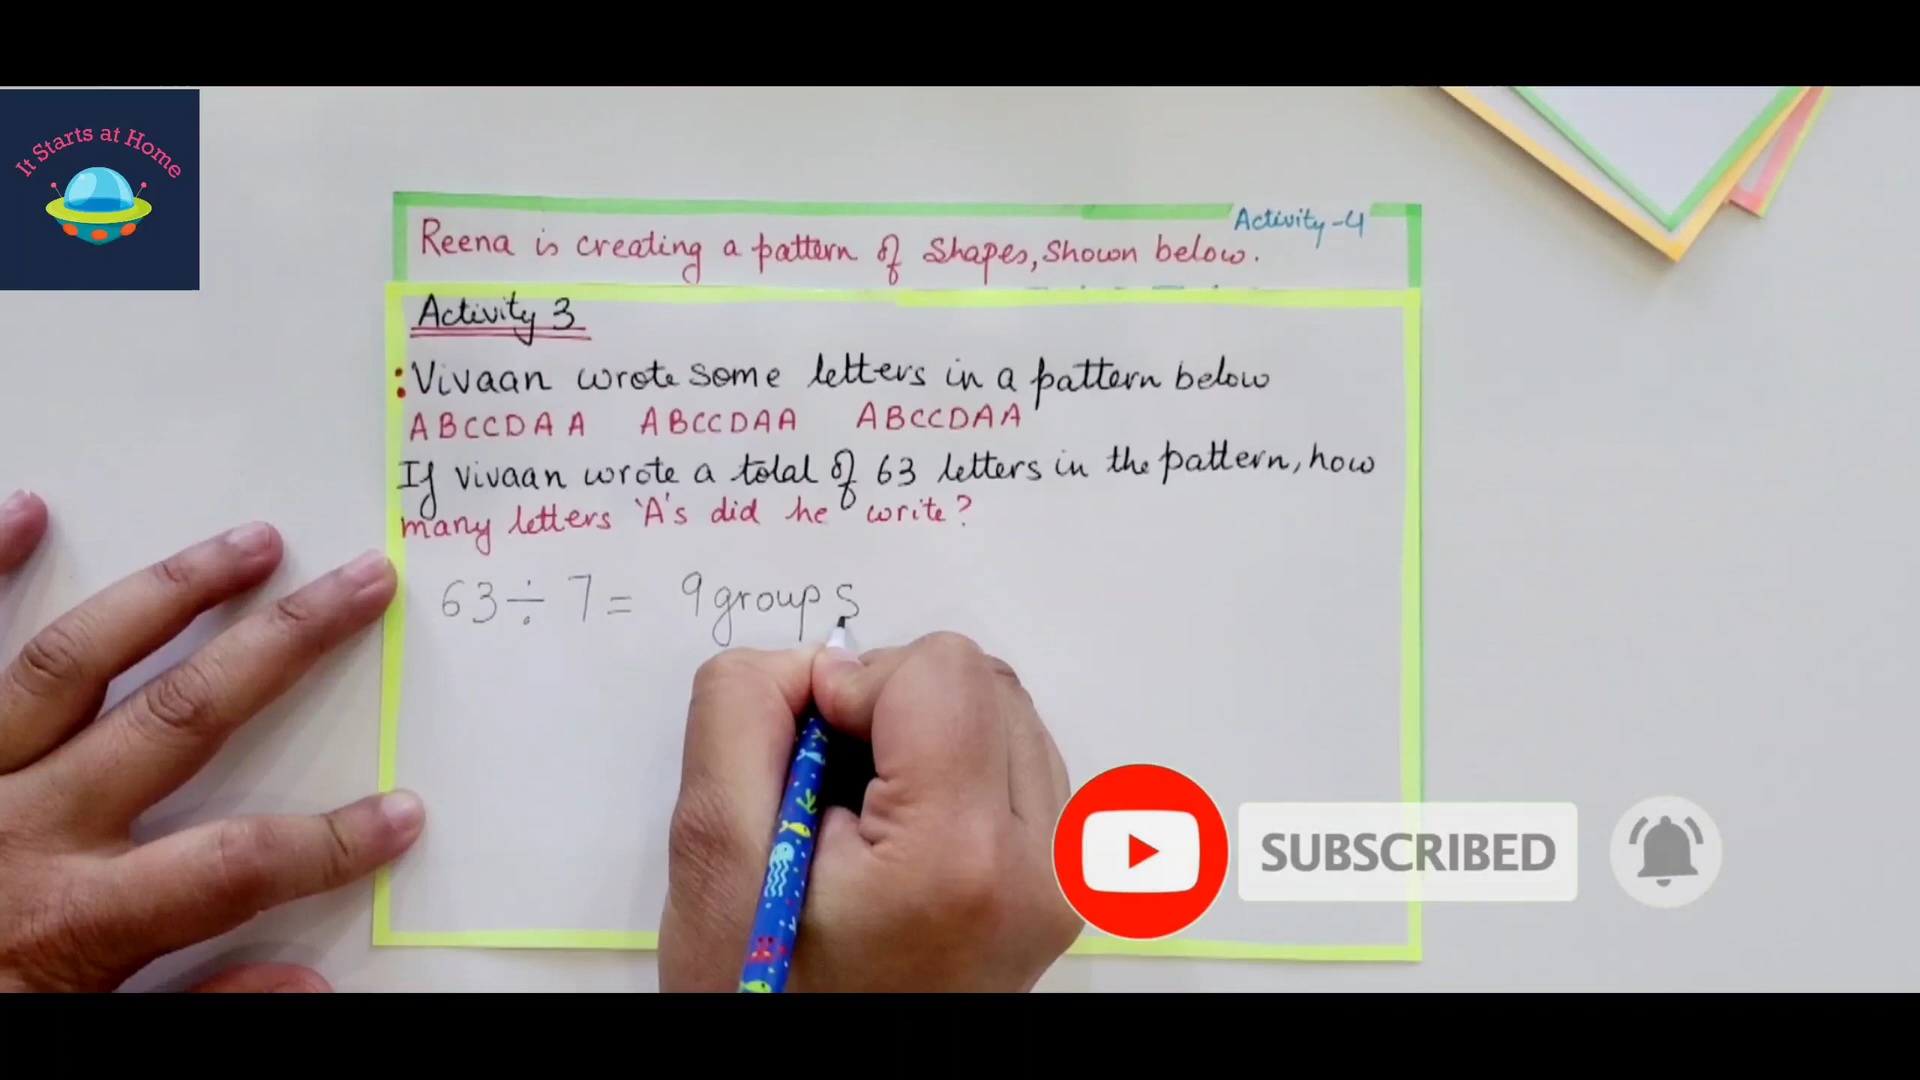 It Starts at Home
Activity-4
Reena is creating a pattern of Shapes, Shown below.
Activity 3
: Vivaan wrote some letters in a pattern below
ABCCDAA ABCCDAA ABCCDAA
If Vivaan wrote a total of 63 letters in the pattern, how
many letters 'A's did he write?
63 ÷ 7 = 9 groups
SUBSCRIBED